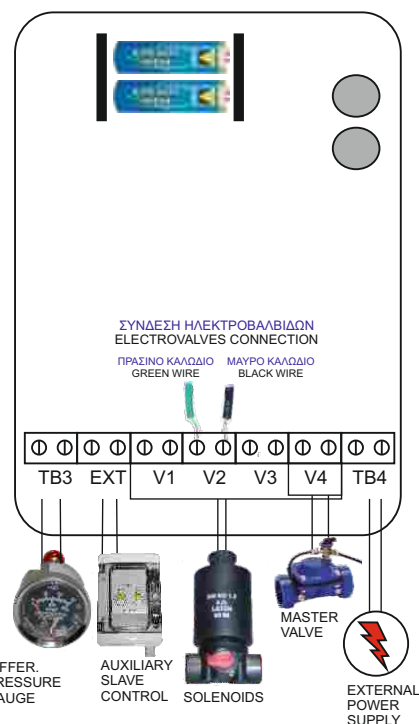 ΣΥΝΔΕΣΗ ΗΛΕΚΤΡΟΒΑΛΒΙΔΩΝ
ELECTROVALVES CONNECTION
ΠΡΑΣΙΝΟ ΚΑΛΩΔΙΟ
GREEN WIRE
ΜΑΥΡΟ ΚΑΛΩΔΙΟ
BLACK WIRE
TB3 EXT V1 V2 V3 V4 TB4
FFER.
RESSURE
AUGE
AUXILIARY
SLAVE
CONTROL
SOLENOIDS
MASTER
VALVE
EXTERNAL
POWER
SUPPLY